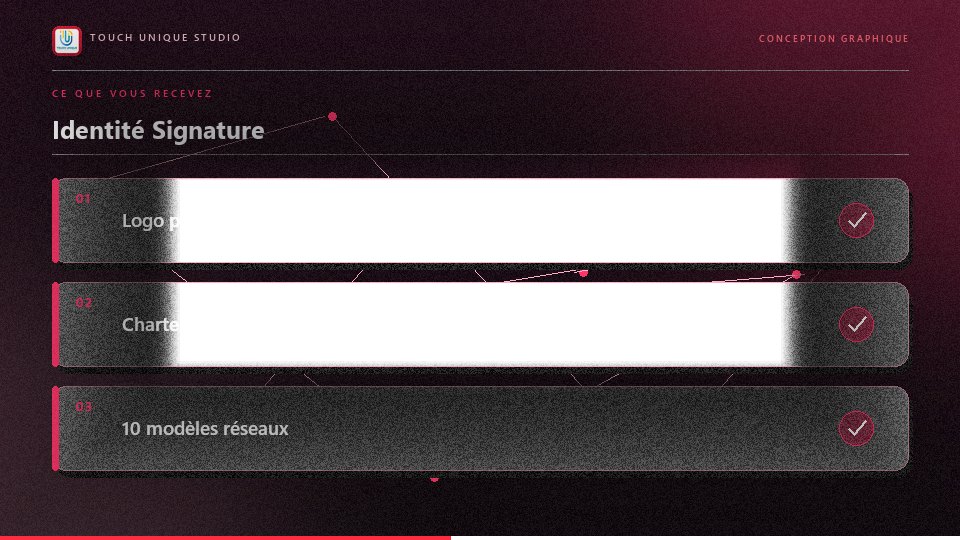 TOUCH UNIQUE STUDIO
CONCEPTION GRAPHIQUE
CE QUE VOUS RECEVEZ
Identité Signature
01
Logo
02
Charte
03
10 modèles réseaux